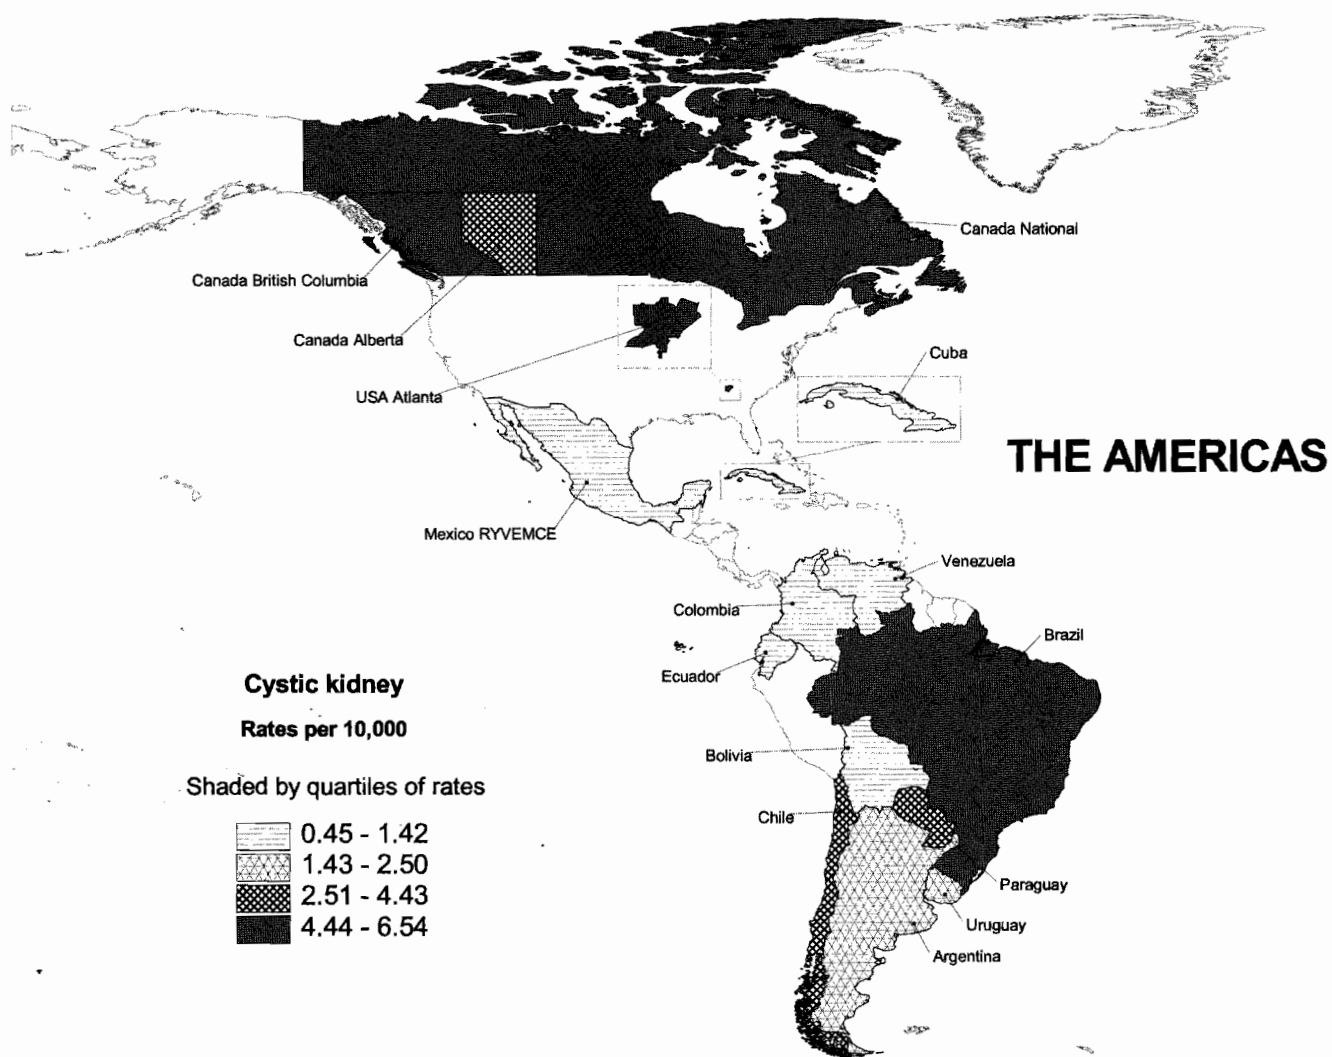 Canada National
Canada British Columbia
Canada Alberta
Cuba
USA Atlanta
THE AMERICAS
Mexico RYVEMCE
Venezuela
Colombia
Brazil
Ecuador
Cystic kidney
Rates per 10,000
Bolivia
Shaded by quartiles of rates
Chile
0.45 - 1.42
1.43 - 2.50
2.51 - 4.43
4.44 - 6.54
Paraguay
Uruguay
Argentina